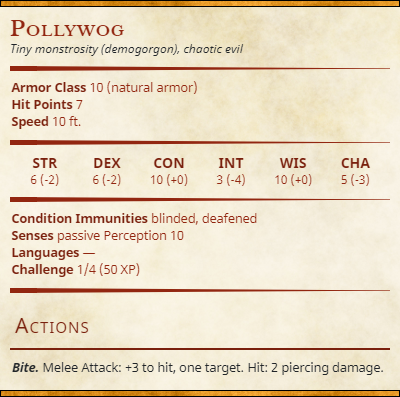 Pollywog
Tiny monstrosity (demogorgon), chaotic evil
Armor Class 10 (natural armor)
Hit Points 7
Speed 10 ft.
STR DEX CON INT WIS CHA
6 (-2) 6 (-2) 10 (+0) 3 (-4) 10 (+0) 5 (-3)
Condition Immunities blinded, deafened
Senses passive Perception 10
Languages —
Challenge 1/4 (50 XP)
Actions
Bite. Melee Attack: +3 to hit, one target. Hit: 2 piercing damage.